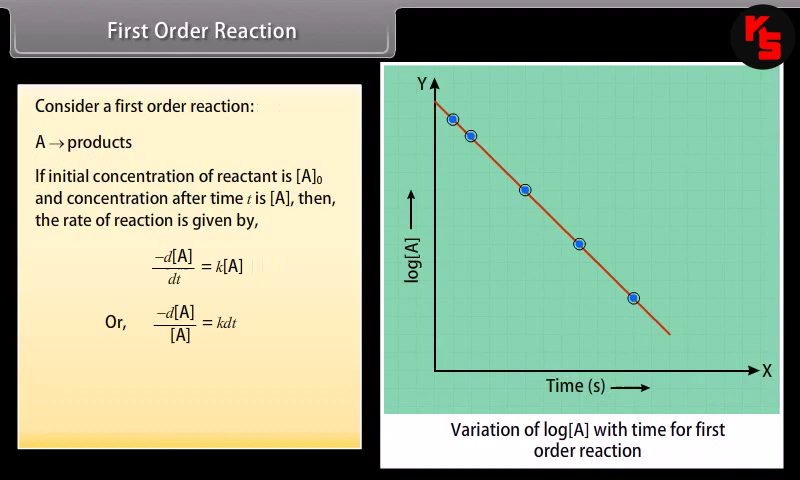 First Order Reaction
KS
Consider a first order reaction:
A → products
If initial concentration of reactant is [A]₀
and concentration after time t is [A], then,
the rate of reaction is given by,
−d[A]/dt = k[A]
Or, −d[A]/[A] = kdt
Y
log[A] →
X
Time (s) →
Variation of log[A] with time for first
order reaction